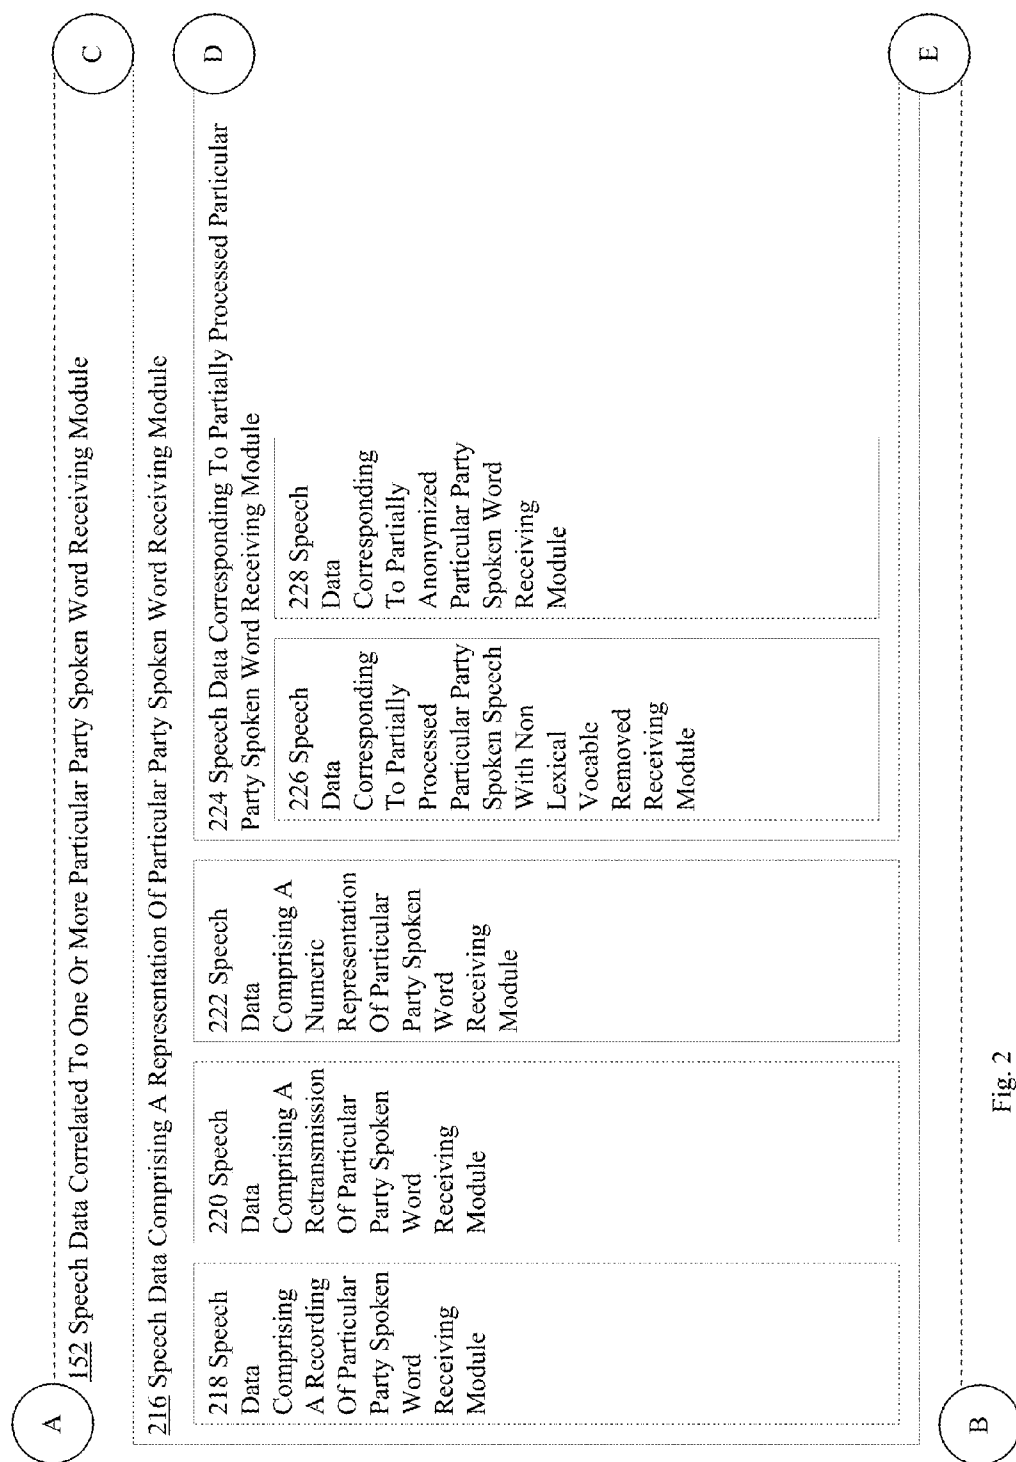 A
C
152 Speech Data Correlated To One Or More Particular Party Spoken Word Receiving Module
216 Speech Data Comprising A Representation Of Particular Party Spoken Word Receiving Module
D
218 Speech
Data
Comprising
A Recording
Of Particular
Party Spoken
Word
Receiving
Module
220 Speech
Data
Comprising A
Retransmission
Of Particular
Party Spoken
Word
Receiving
Module
222 Speech
Data
Comprising A
Numeric
Representation
Of Particular
Party Spoken
Word
Receiving
Module
224 Speech Data Corresponding To Partially Processed Particular
Party Spoken Word Receiving Module
226 Speech
Data
Corresponding
To Partially
Processed
Particular Party
Spoken Speech
With Non
Lexical
Vocable
Removed
Receiving
Module
228 Speech
Data
Corresponding
To Partially
Anonymized
Particular Party
Spoken Word
Receiving
Module
B
E
Fig. 2